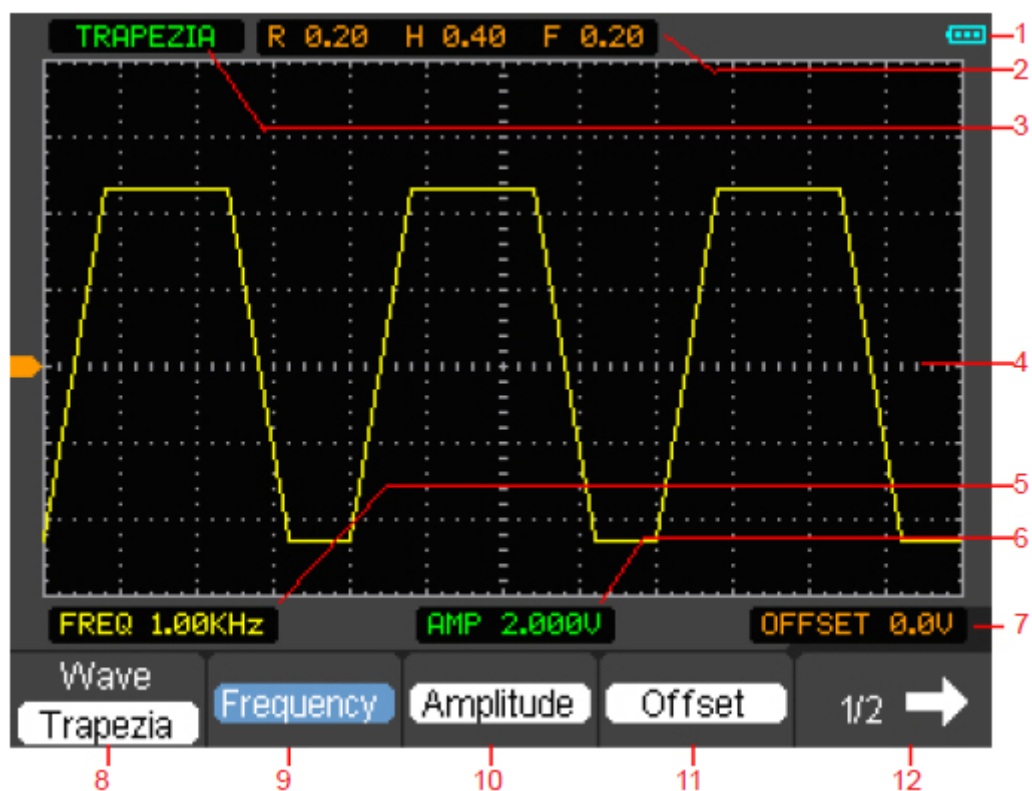 TRAPEZIA R 0.20 H 0.40 F 0.20
1
2
3
4
5
6
FREQ 1.00KHz AMP 2.000V OFFSET 0.0V 7
Wave
Trapezia Frequency Amplitude Offset 1/2
8 9 10 11 12